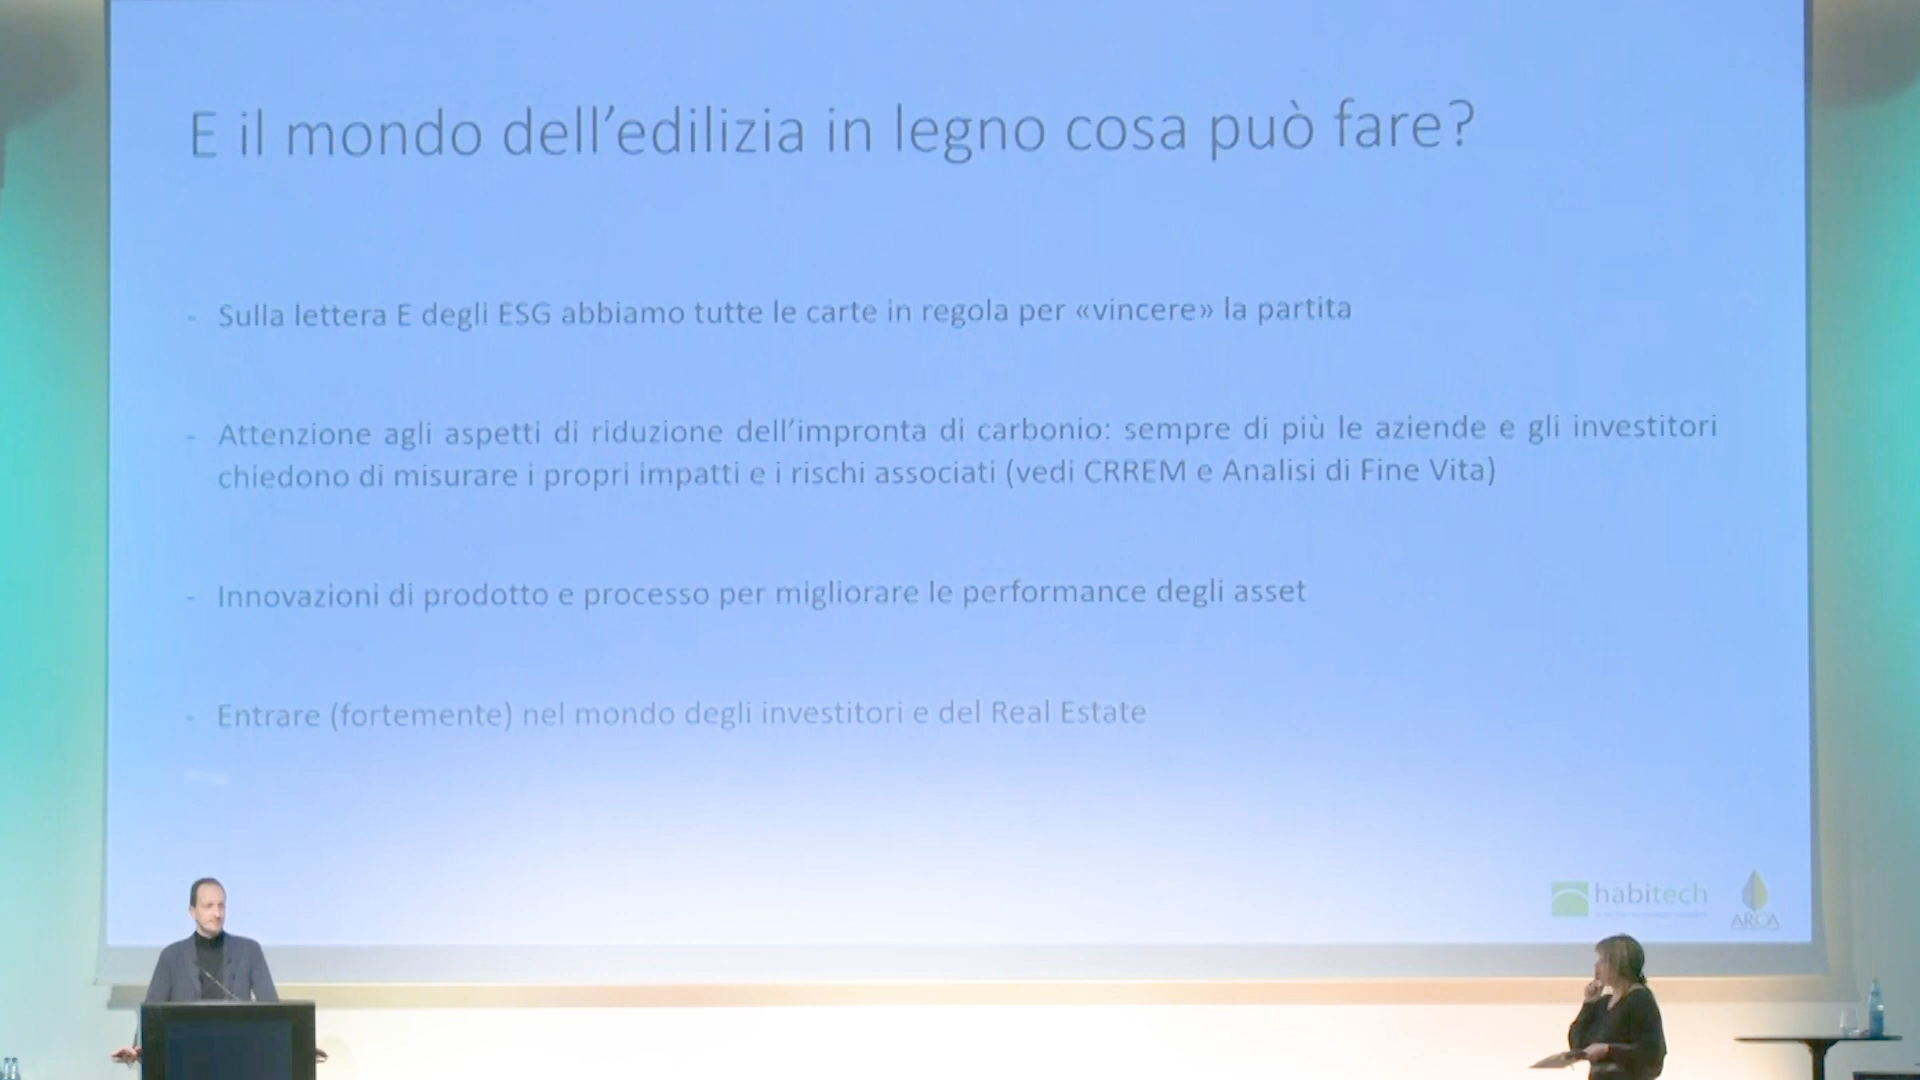 E il mondo dell’edilizia in legno cosa può fare?
- Sulla lettera E degli ESG abbiamo tutte le carte in regola per «vincere» la partita
- Attenzione agli aspetti di riduzione dell’impronta di carbonio: sempre di più le aziende e gli investitori
chiedono di misurare i propri impatti e i rischi associati (vedi CRREM e Analisi di Fine Vita)
- Innovazioni di prodotto e processo per migliorare le performance degli asset
- Entrare (fortemente) nel mondo degli investitori e del Real Estate
habitech
ARCA